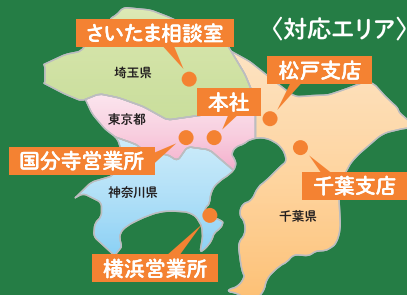 〈対応エリア〉
さいたま相談室
埼玉県
松戸支店
本社
東京都
国分寺営業所
千葉支店
神奈川県
千葉県
横浜営業所